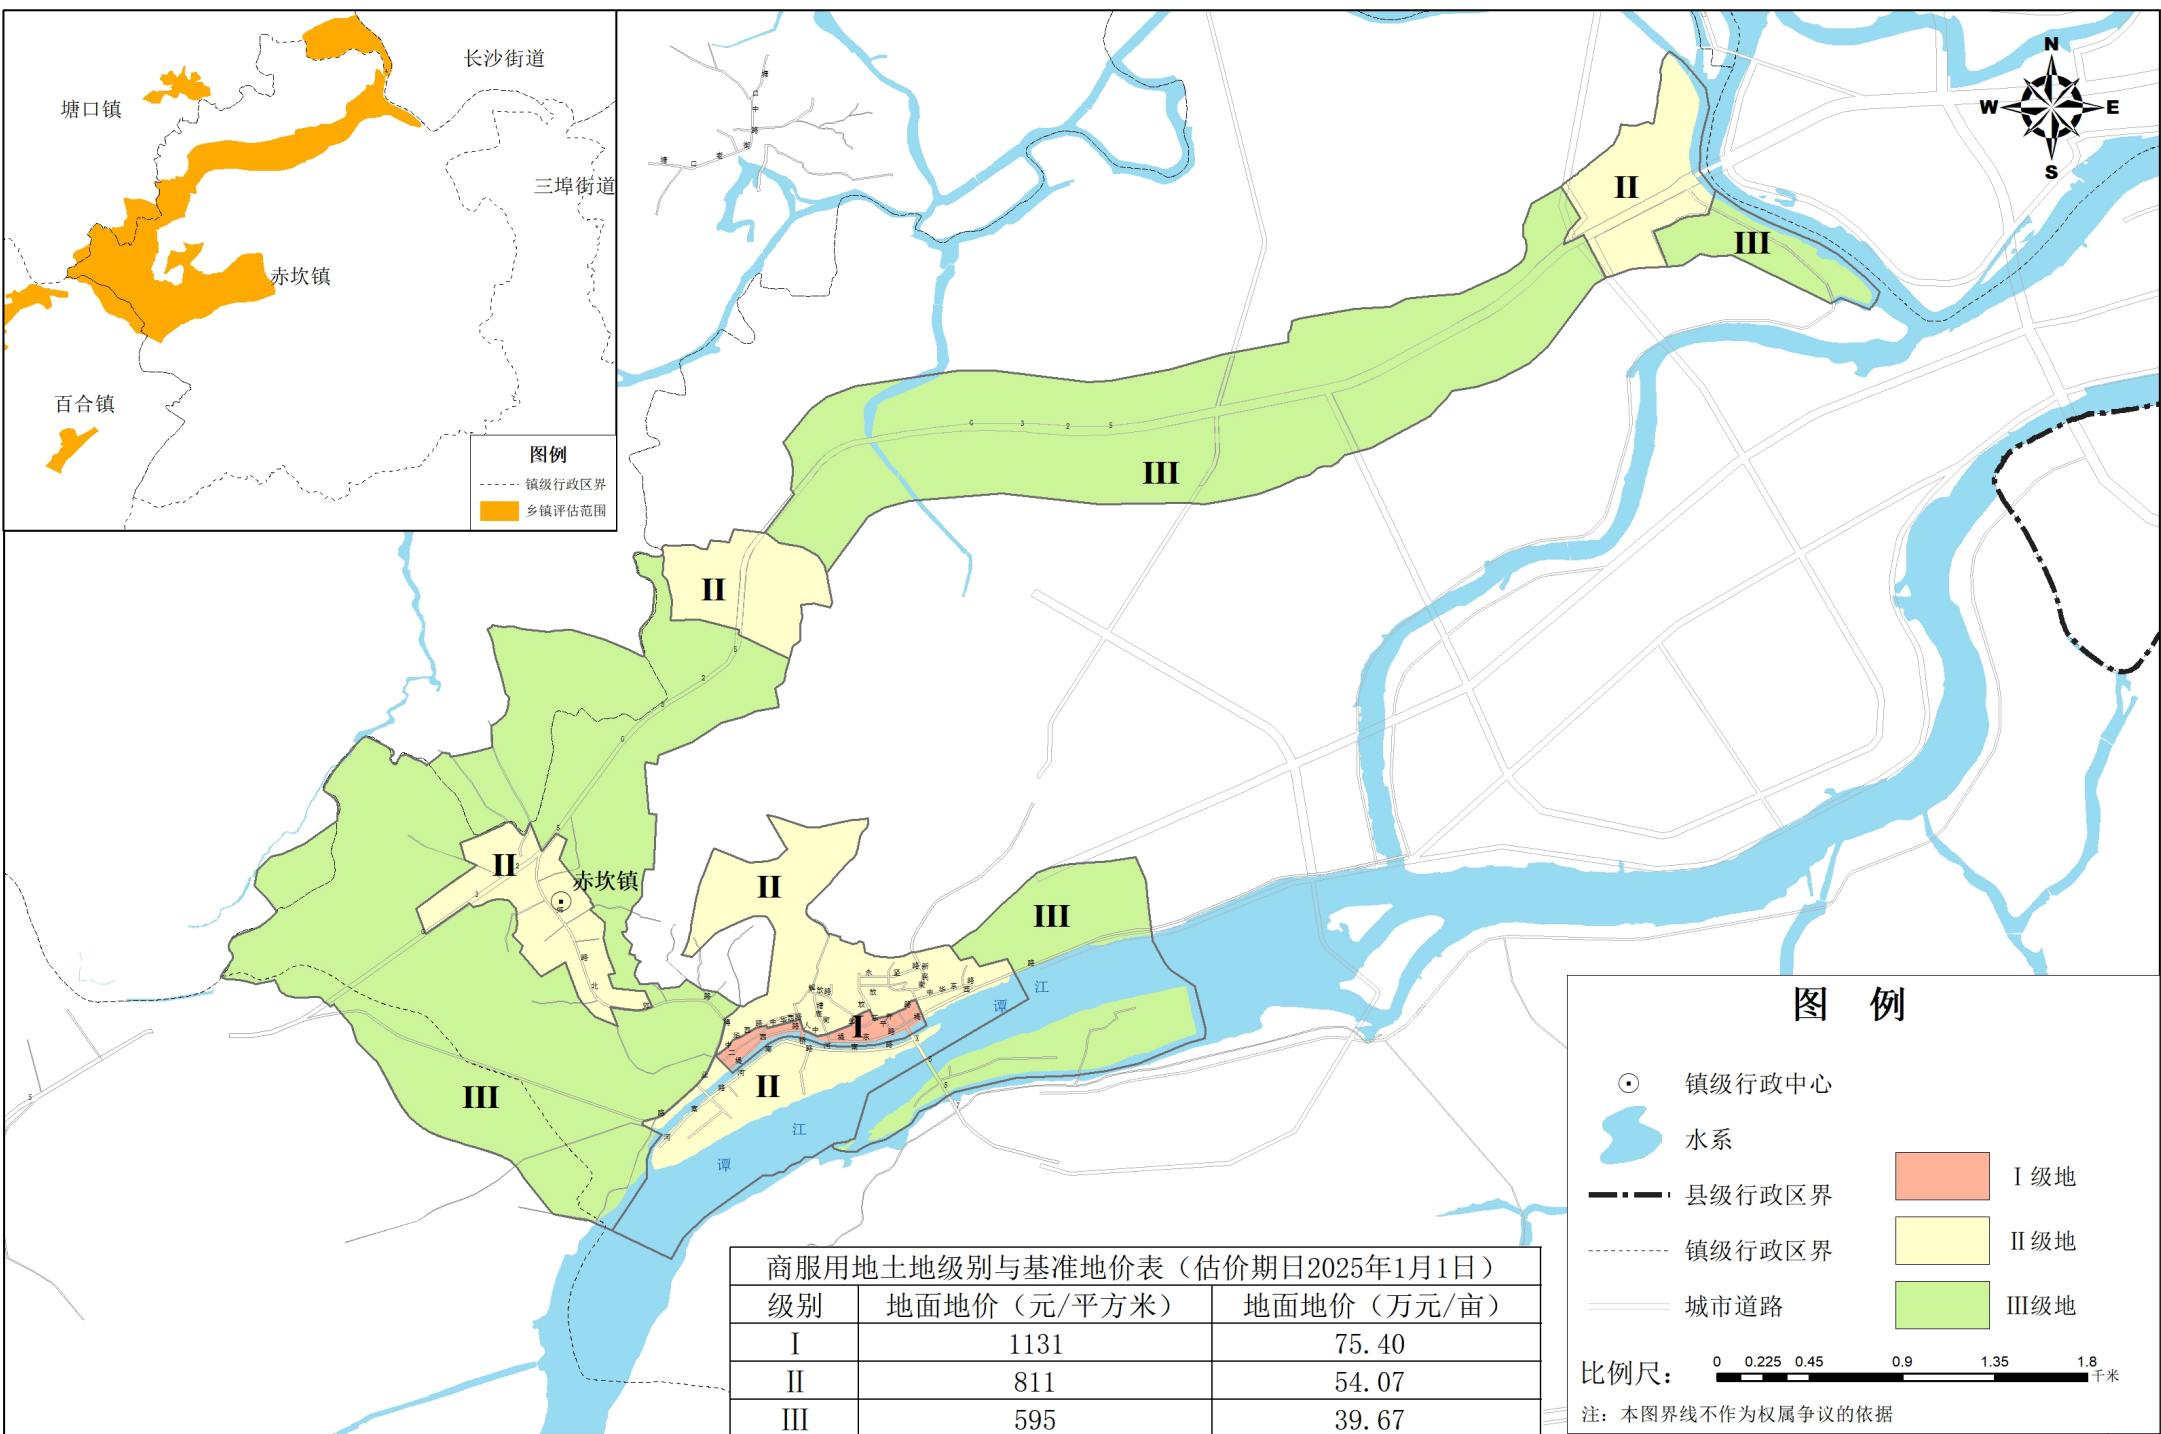 长沙街道
塘口镇
三埠街道
赤坎镇
百合镇
图例
镇级行政区界
乡镇评估范围
N
W E
S
II
III
III
II
G 3 2 5
II
赤坎镇
II
III
I
II
III
谭 江
谭 江
商服用地土地级别与基准地价表（估价期日2025年1月1日）
级别 地面地价（元/平方米） 地面地价（万元/亩）
I 1131 75.40
II 811 54.07
III 595 39.67
图 例
镇级行政中心
水系
县级行政区界
镇级行政区界
城市道路
I级地
II级地
III级地
比例尺：
0 0.225 0.45 0.9 1.35 1.8
千米
注：本图界线不作为权属争议的依据